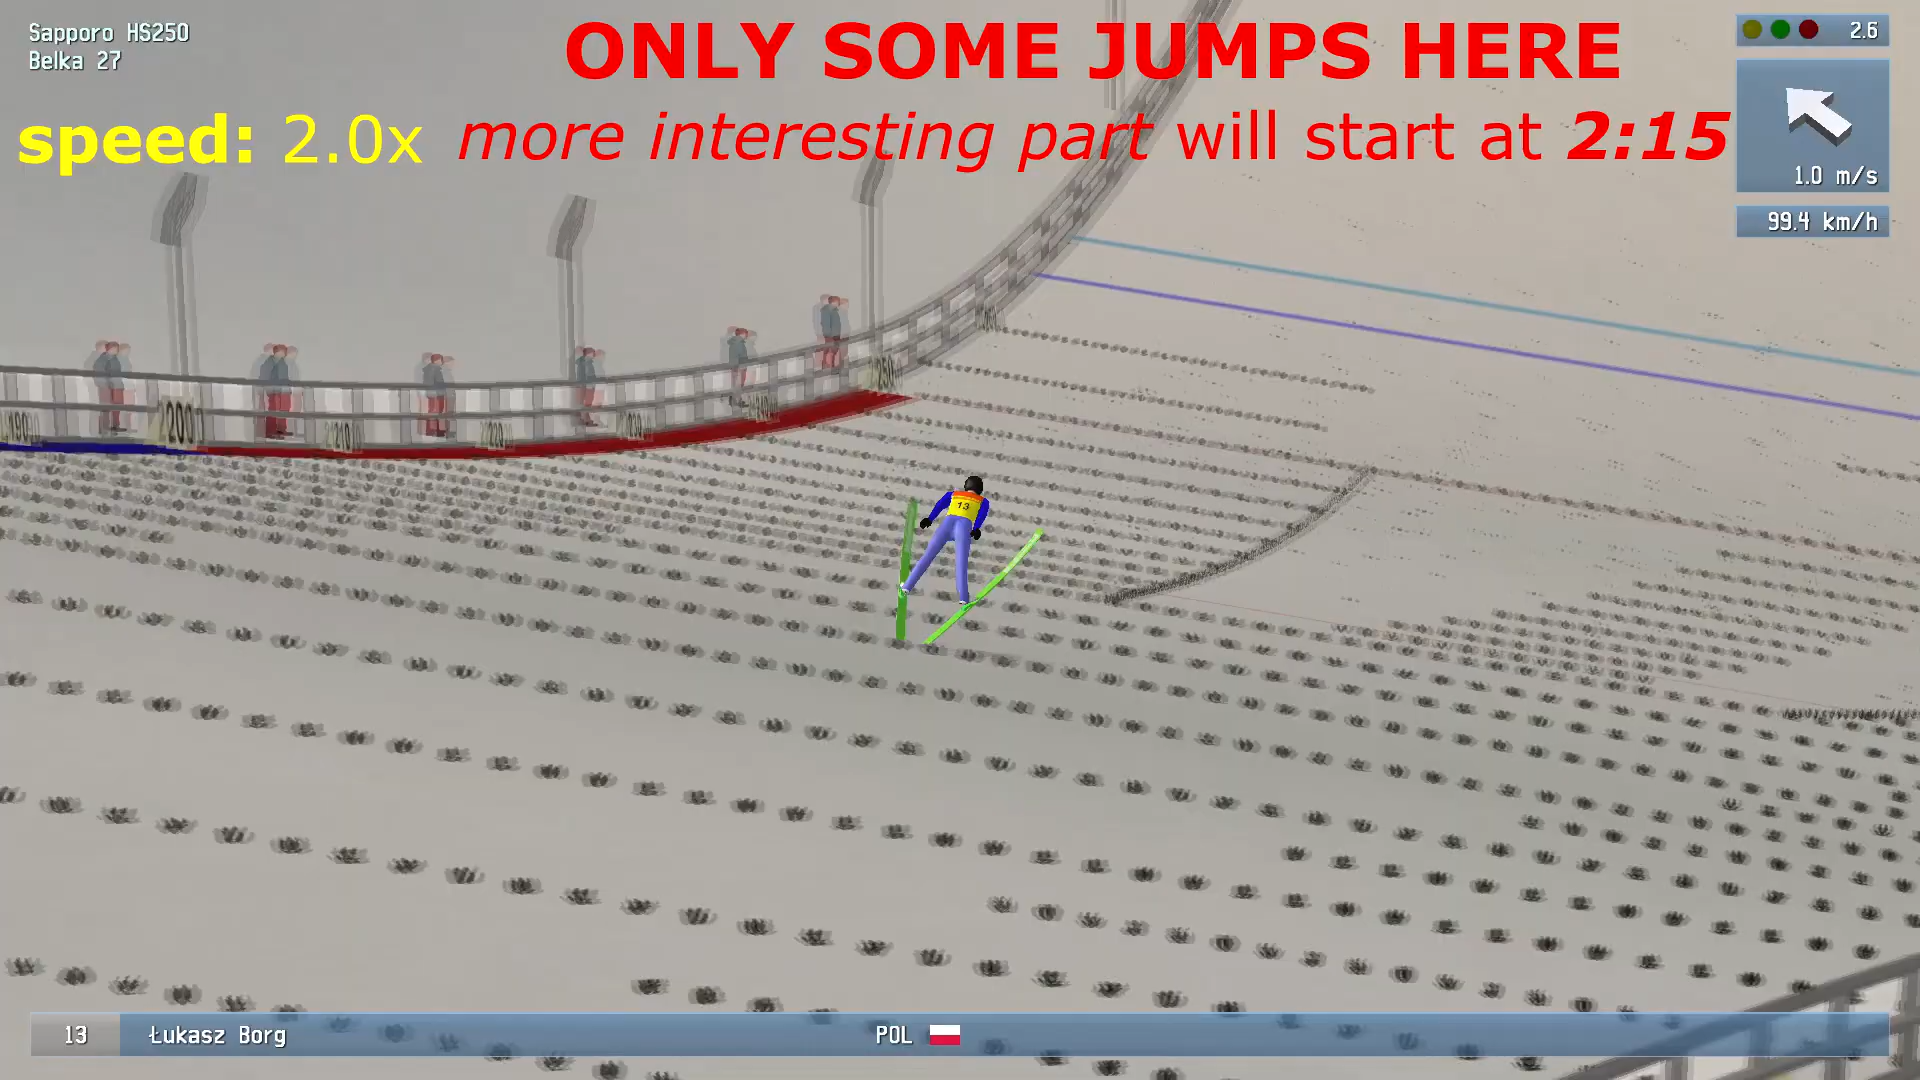 Sapporo HS250
Belka 27
ONLY SOME JUMPS HERE
speed: 2.0x
more interesting part will start at 2:15
2.6
1.0 m/s
99.4 km/h
200
210
220
230
240
250
13
13 Łukasz Borg POL